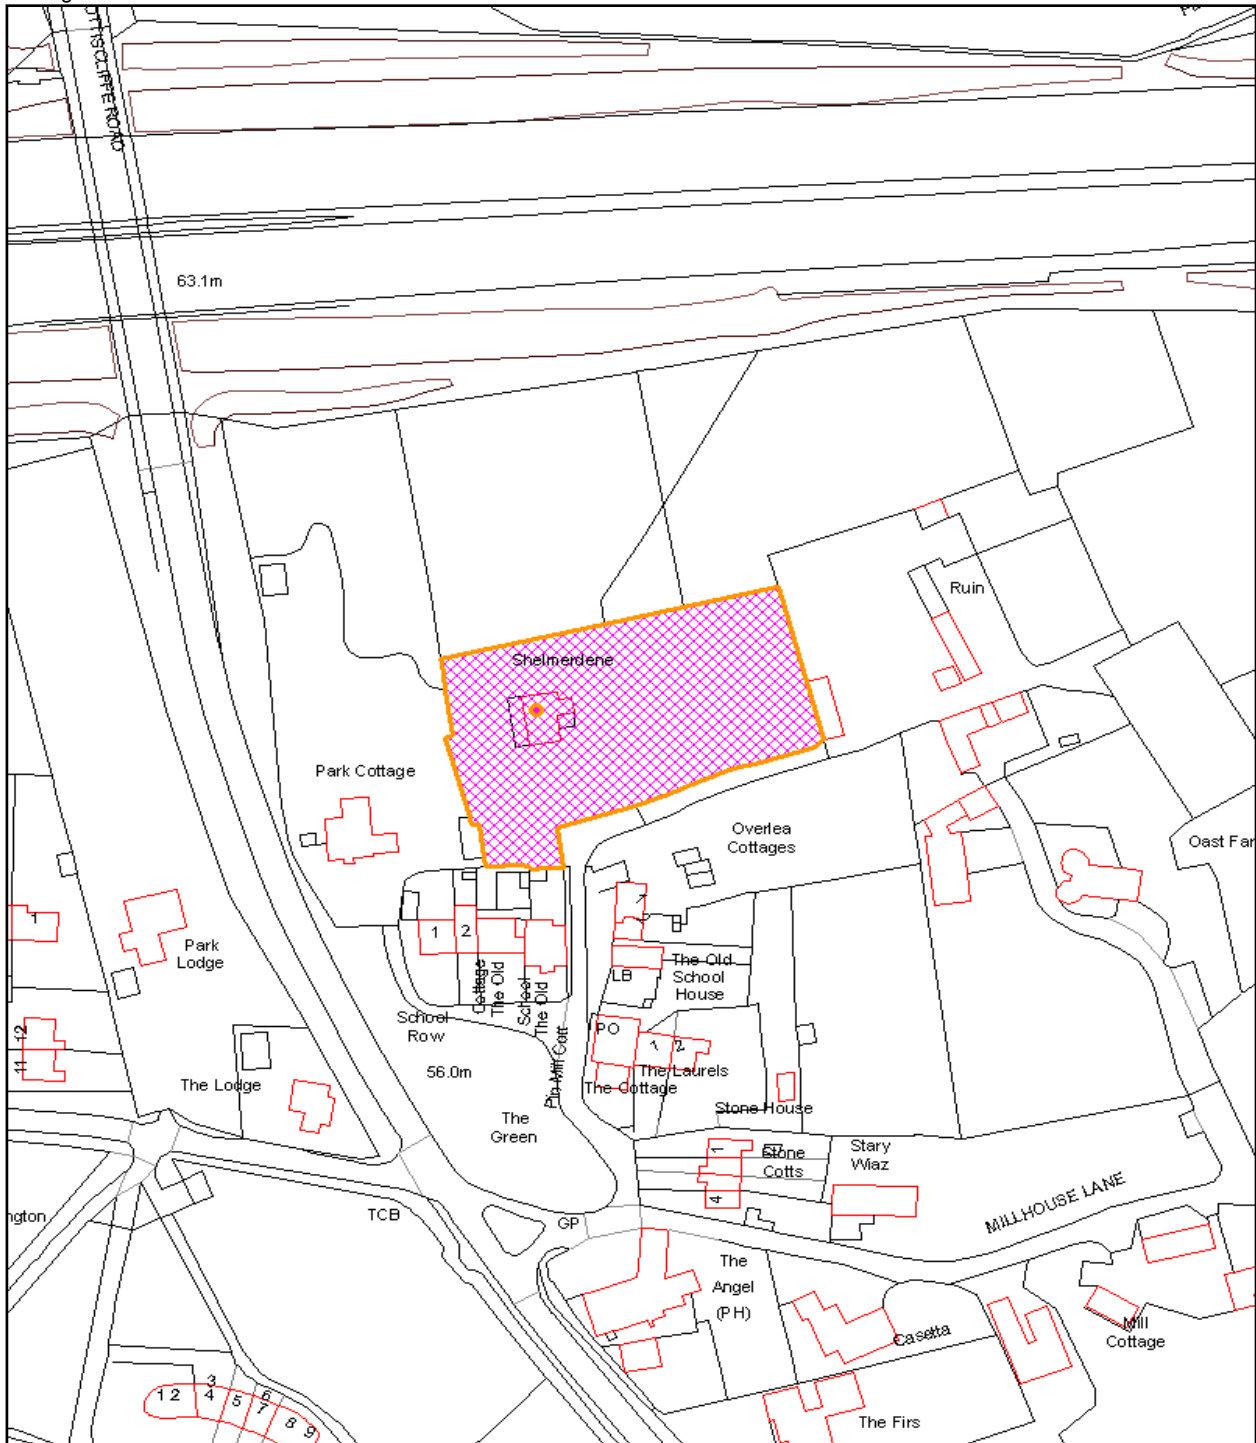 63.1m
Shelmerdene
Ruin
Park Cottage
Overlea
Cottages
Oast Far
1
Park
Lodge
1
2
Cottage
The Old
School
The Old
LB
The Old
School
House
School
Row
PO
1
2
The Laurels
The Cottage
12
11
The Lodge
56.0m
Pin Mill Cott
The
Green
Stone House
1
4
Stone
Cotts
Stary
Wiaz
MILLHOUSE LANE
ngton
TCB
GP
The
Angel
(PH)
Casetta
Mill
Cottage
1 2
3
4
5
6
7
8
9
The Firs